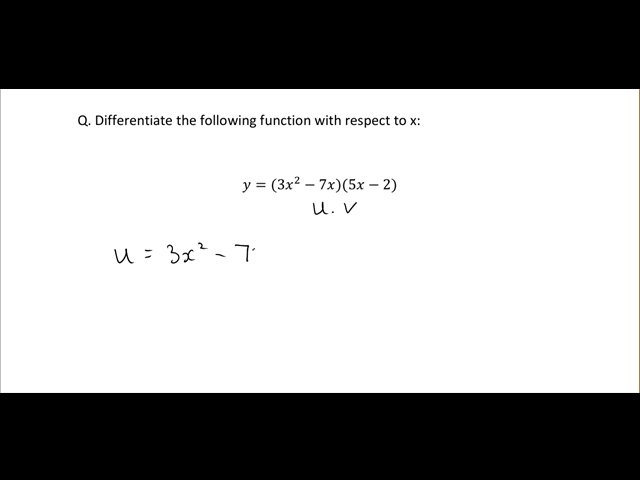 Q. Differentiate the following function with respect to x:
y = (3x² − 7x)(5x − 2)
u . v
u = 3x² - 7